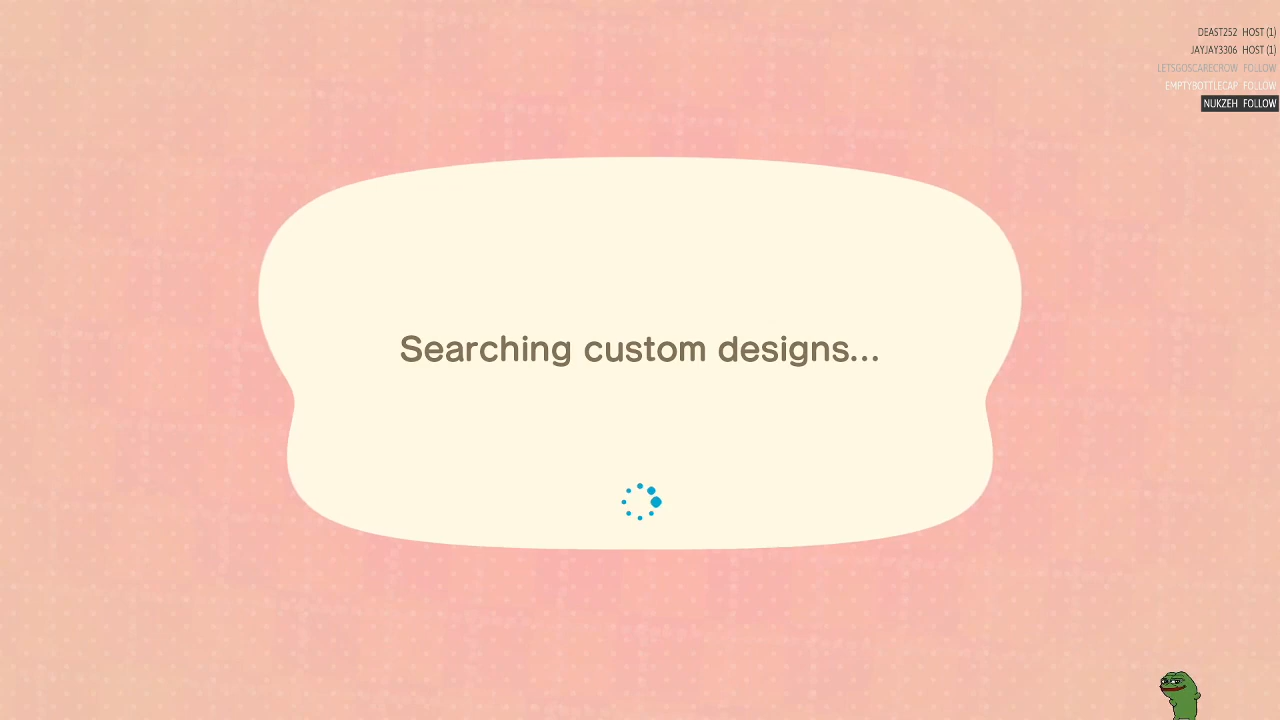 DEAST252 HOST (1)
JAYJAY3306 HOST (1)
LETSGOSCARECROW FOLLOW
EMPTYBOTTLECAP FOLLOW
NUKZEH FOLLOW
Searching custom designs...